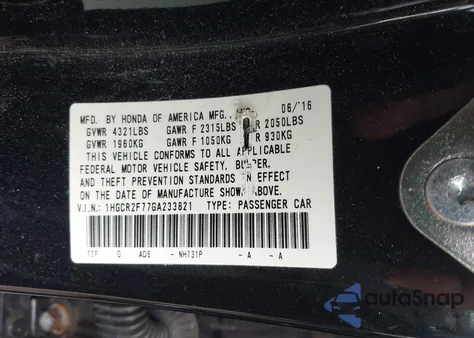 MFD. BY HONDA OF AMERICA MFG., 06/'16
GVWR 4321LBS GAWR F 2315LBS R 2050LBS
GVWR 1960KG GAWR F 1050KG R 930KG
THIS VEHICLE CONFORMS TO ALL APPLICABLE
FEDERAL MOTOR VEHICLE SAFETY, BUMPER,
AND THEFT PREVENTION STANDARDS IN EFFECT
ON THE DATE OF MANUFACTURE SHOWN ABOVE.
V.I.N.: 1HGCR2F77GA233821 TYPE: PASSENGER CAR
T2F G AD6 - NH731P - A - A
autoSnap